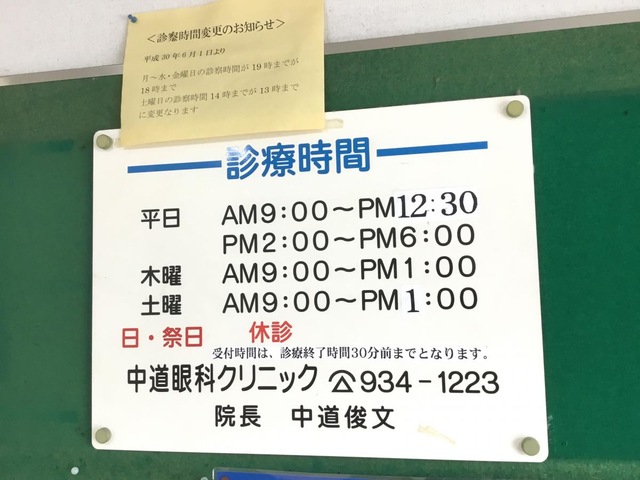 ＜診察時間変更のお知らせ＞
平成30年6月1日より
月～水・金曜日の診察時間が19時までが
18時まで
土曜日の診察時間14時までが13時まで
に変更なります
診療時間
平日 AM9:00～PM12:30
PM2:00～PM6:00
木曜 AM9:00～PM1:00
土曜 AM9:00～PM1:00
日・祭日 休診
受付時間は、診療終了時間30分前までとなります。
中道眼科クリニック ☎934-1223
院長 中道俊文